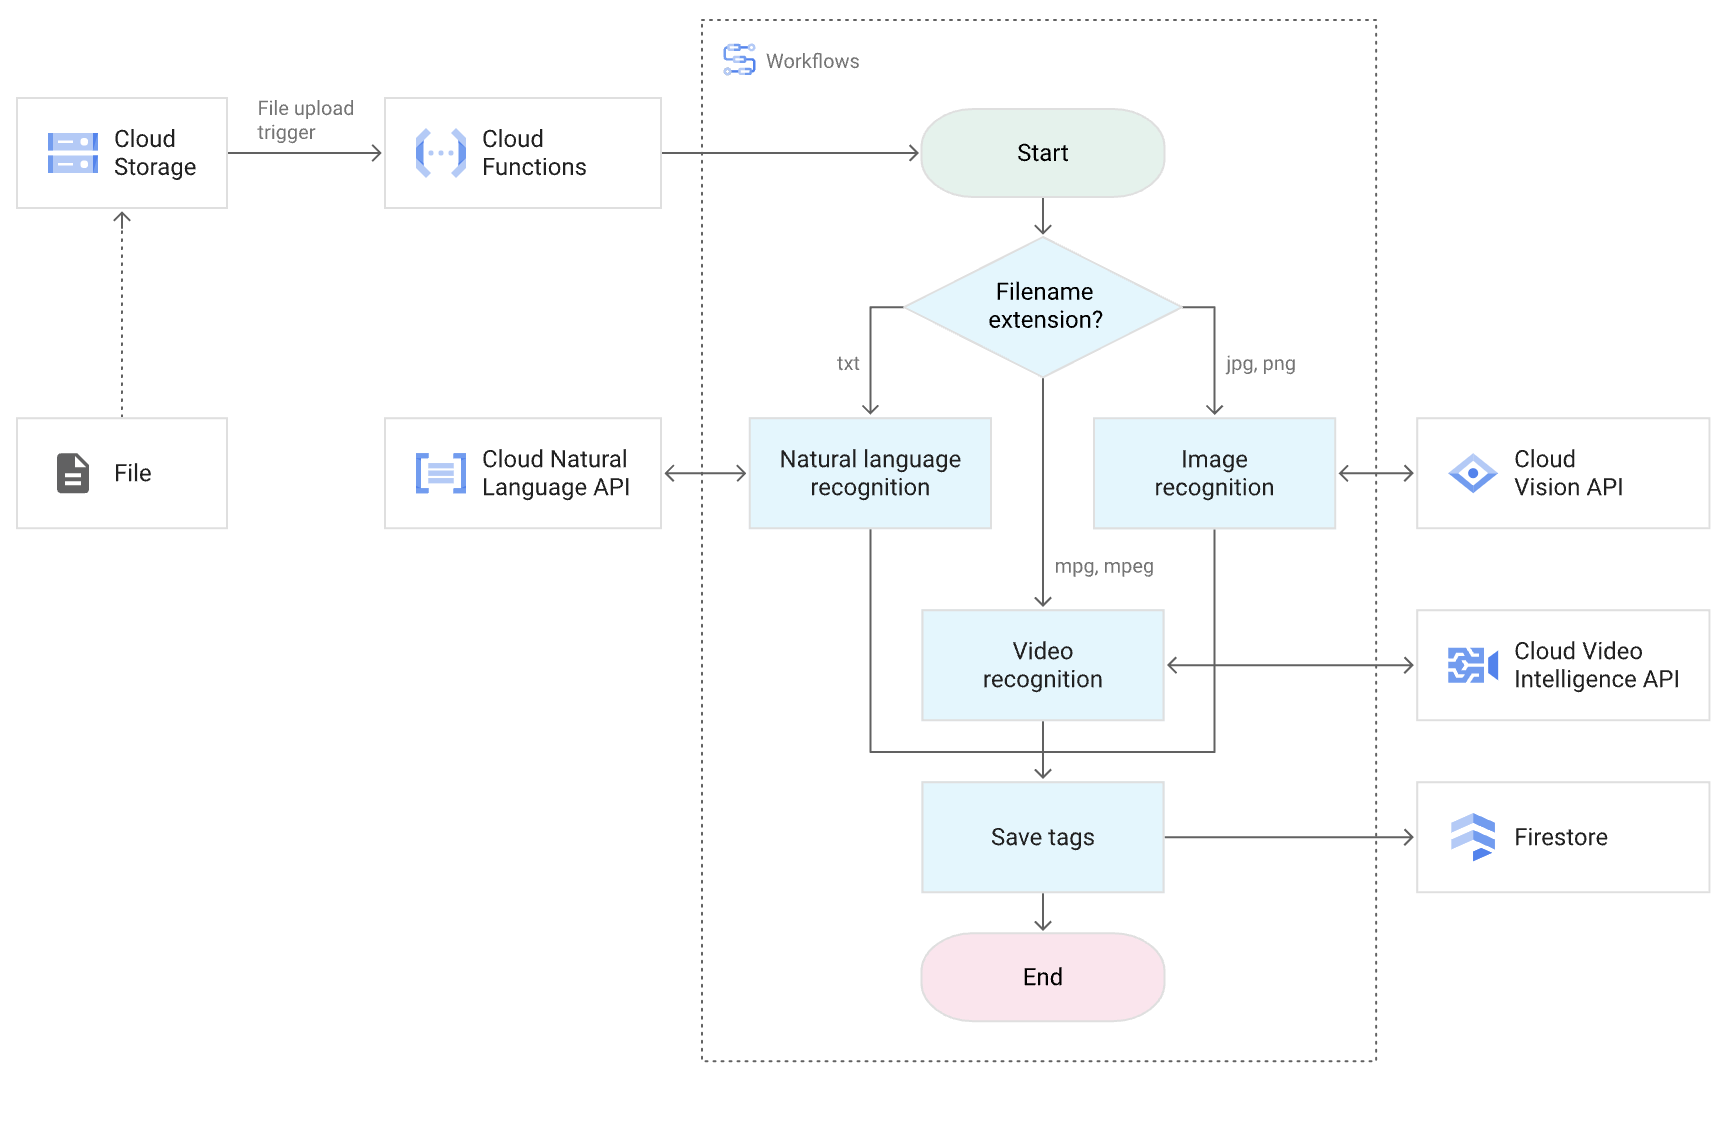 Workflows
Cloud
Storage
File upload
trigger
Cloud
Functions
Start
Filename
extension?
txt
jpg, png
File
Cloud Natural
Language API
Natural language
recognition
Image
recognition
Cloud
Vision API
mpg, mpeg
Video
recognition
Cloud Video
Intelligence API
Save tags
Firestore
End